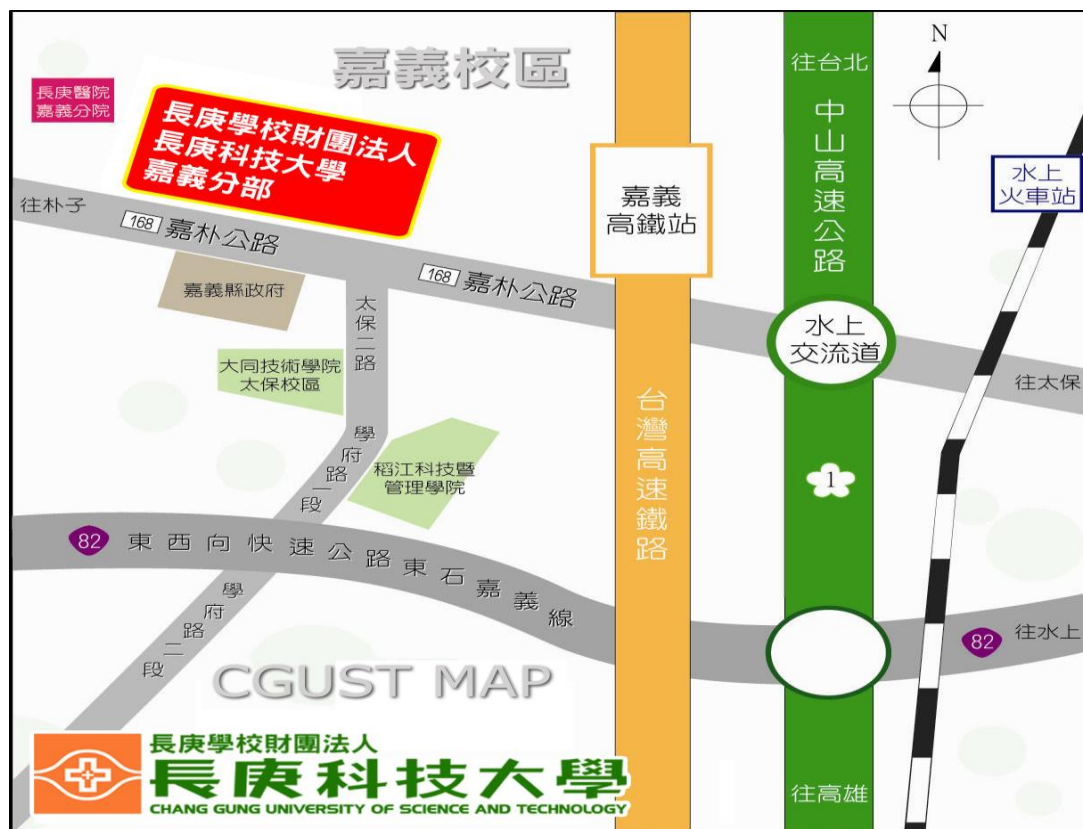 嘉義校區
N
往台北
長庚醫院
嘉義分院
長庚學校財團法人
長庚科技大學
嘉義分部
中山高速公路
水上
火車站
嘉義
高鐵站
往朴子
168 嘉朴公路
168 嘉朴公路
嘉義縣政府
太保二路
水上
交流道
大同技術學院
太保校區
往太保
台灣高速鐵路
學府路一段
稻江科技暨
管理學院
1
82 東西向快速公路東石嘉義線
學府路二段
82 往水上
CGUST MAP
長庚學校財團法人
長庚科技大學
CHANG GUNG UNIVERSITY OF SCIENCE AND TECHNOLOGY
往高雄